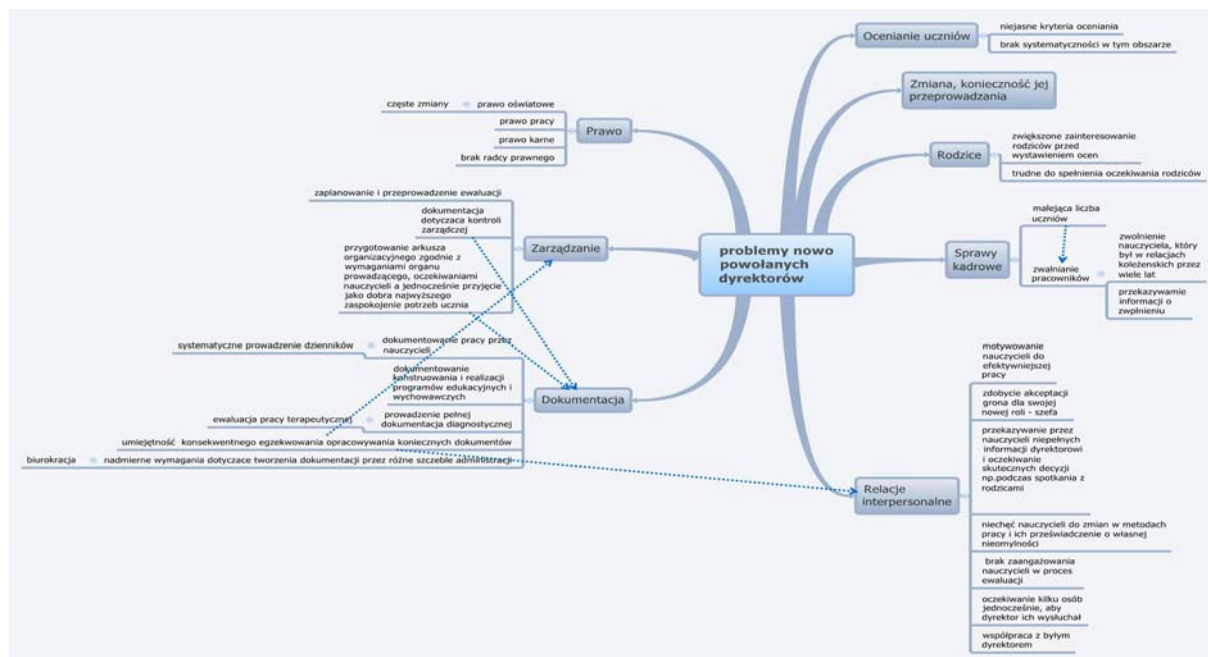 problemy nowo
powołanych
dyrektorów
Ocenianie uczniów
niejasne kryteria oceniania
brak systematyczności w tym obszarze
Zmiana, konieczność jej
przeprowadzania
Rodzice
zwiększone zainteresowanie
rodziców przed
wystawieniem ocen
trudne do spełnienia oczekiwania rodziców
Sprawy
kadrowe
malejąca liczba
uczniów
zwalnianie
pracowników
zwolnienie
nauczyciela, który
był w relacjach
koleżenskich przez
wiele lat
przekazywamie
informacji o
zwplnieniu
Relacje
interpersonalne
motywowanie
nauczycieli do
efektywniejszej
pracy
zdobycie akceptacji
grona dla swojej
nowej roli - szefa
przekazywanie przez
nauczycieli niepełnych
informacji dyrektorowi
i oczekiwanie
skutecznych decyzji
np.podczas spotkania z
rodzicami
niechęć nauczycieli do zmian w metodach
pracy i ich przeświadczenie o własnej
nieomylności
brak zaangażowania
nauczycieli w proces
ewaluacji
oczekiwanie kilku osób
jednocześnie, aby
dyrektor ich wysłuchał
współpraca z byłym
dyrektorem
Prawo
częste zmiany
prawo oświatowe
prawo pracy
prawo karne
brak radcy prawnego
Zarządzanie
zaplanowanie i przeprowadzenie ewaluacji
dokumentacja
dotyczaca kontroli
zarządczej
przygotowanie arkusza
organizacyjnego zgodnie z
wymaganiami organu
prowadzącego, oczekiwaniami
nauczycieli a jednocześnie przyjęcie
jako dobra najwyższego
zaspokojenie potrzeb ucznia
Dokumentacja
systematyczne prowadzenie dzienników
dokumentowanie pracy przez
nauczycieli
dokumentowanie
konstruowania i realizacji
programów edukacyjnych i
wychowawczych
ewaluacja pracy terapeutycznej
prowadzenie pełnej
dokumentacja diagnostycznej
umiejętność konsekwentnego egzekwowania opracowywania koniecznych dokumentów
biurokracja
nadmierne wymagania dotyczace tworzenia dokumentacji przez różne szczeble administracji